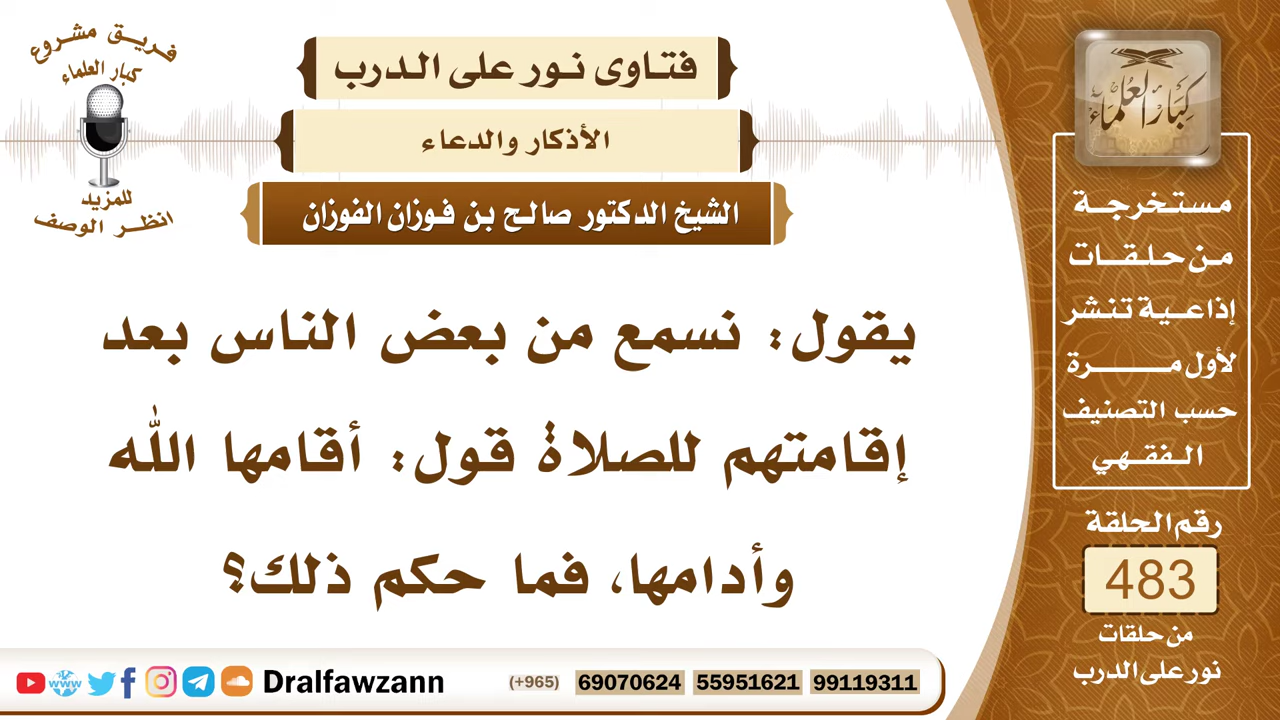 فريق مشروع
كبار العلماء
للمزيد
انظر الوصف
فتاوى نور على الدرب
الأذكار والدعاء
الشيخ الدكتور صالح بن فوزان الفوزان
يقول: نسمع من بعض الناس بعد
إقامتهم للصلاة قول: أقامها الله
وأدامها، فما حكم ذلك؟
كبار العلماء
مستخرجة
من حلقات
إذاعية تنشر
لأول مرة
حسب التصنيف
الفقهي
رقم الحلقة
483
من حلقات
نور على الدرب
www Dralfawzann (+965) 69070624 55951621 99119311